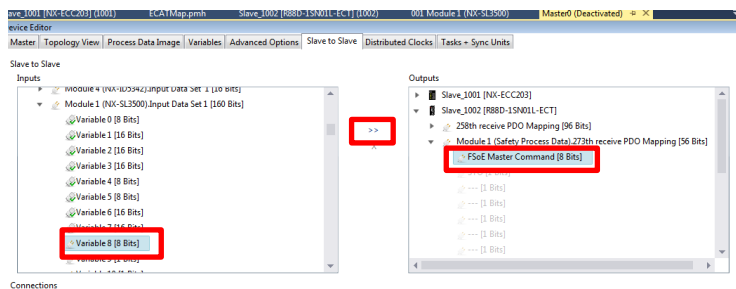 ave_1001 [NX-ECC203] (1001) ECATMap.pmh Slave_1002 [R88D-1SN01L-ECT] (1002) 001 Module 1 (NX-SL3500) Master0 (Deactivated)
evice Editor
Master Topology View Process Data Image Variables Advanced Options Slave to Slave Distributed Clocks Tasks + Sync Units
Slave to Slave
Inputs
Module 4 (NX-ID5342).Input Data Set 1 [16 Bits]
Module 1 (NX-SL3500).Input Data Set 1 [160 Bits]
Variable 0 [8 Bits]
Variable 1 [16 Bits]
Variable 2 [16 Bits]
Variable 3 [16 Bits]
Variable 4 [8 Bits]
Variable 5 [8 Bits]
Variable 6 [16 Bits]
Variable 7 [16 Bits]
Variable 8 [8 Bits]
Variable 9 [1 Bits]
>>
Outputs
Slave_1001 [NX-ECC203]
Slave_1002 [R88D-1SN01L-ECT]
258th receive PDO Mapping [96 Bits]
Module 1 (Safety Process Data).273th receive PDO Mapping [56 Bits]
FSoE Master Command [8 Bits]
--- [1 Bits]
--- [1 Bits]
--- [1 Bits]
--- [1 Bits]
Connections